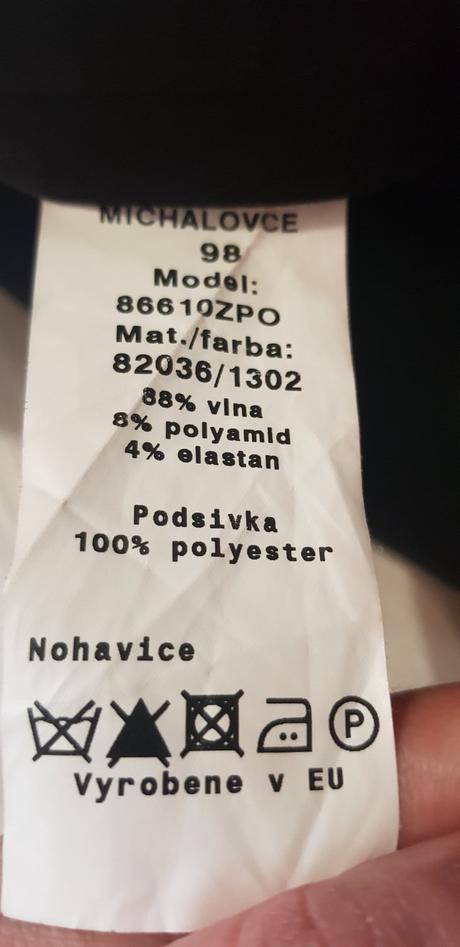 MICHALOVCE
98
Model:
86610ZPO
Mat./farba:
82036/1302
88% vlna
8% polyamid
4% elastan
Podsivka
100% polyester
Nohavice
P
Vyrobene v EU